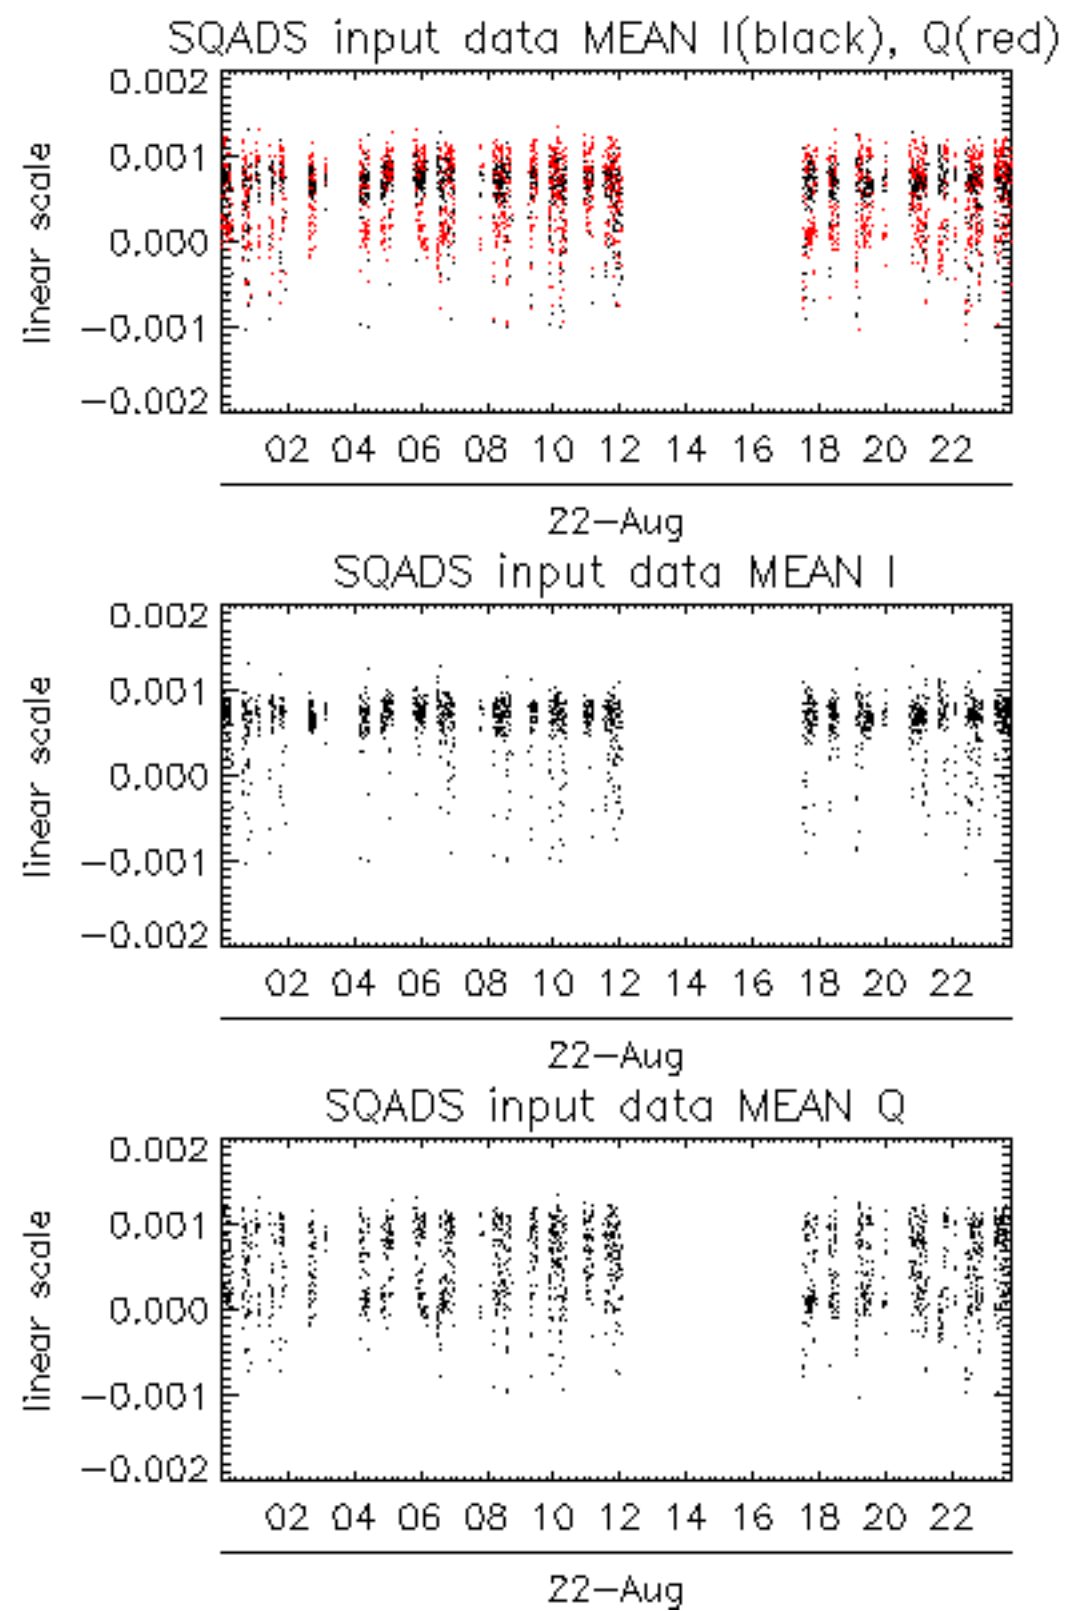 SQADS input data MEAN I(black), Q(red)
0.002
0.001
0.000
−0.001
−0.002
linear scale
02 04 06 08 10 12 14 16 18 20 22
22−Aug
SQADS input data MEAN I
0.002
0.001
0.000
−0.001
−0.002
linear scale
02 04 06 08 10 12 14 16 18 20 22
22−Aug
SQADS input data MEAN Q
0.002
0.001
0.000
−0.001
−0.002
linear scale
02 04 06 08 10 12 14 16 18 20 22
22−Aug